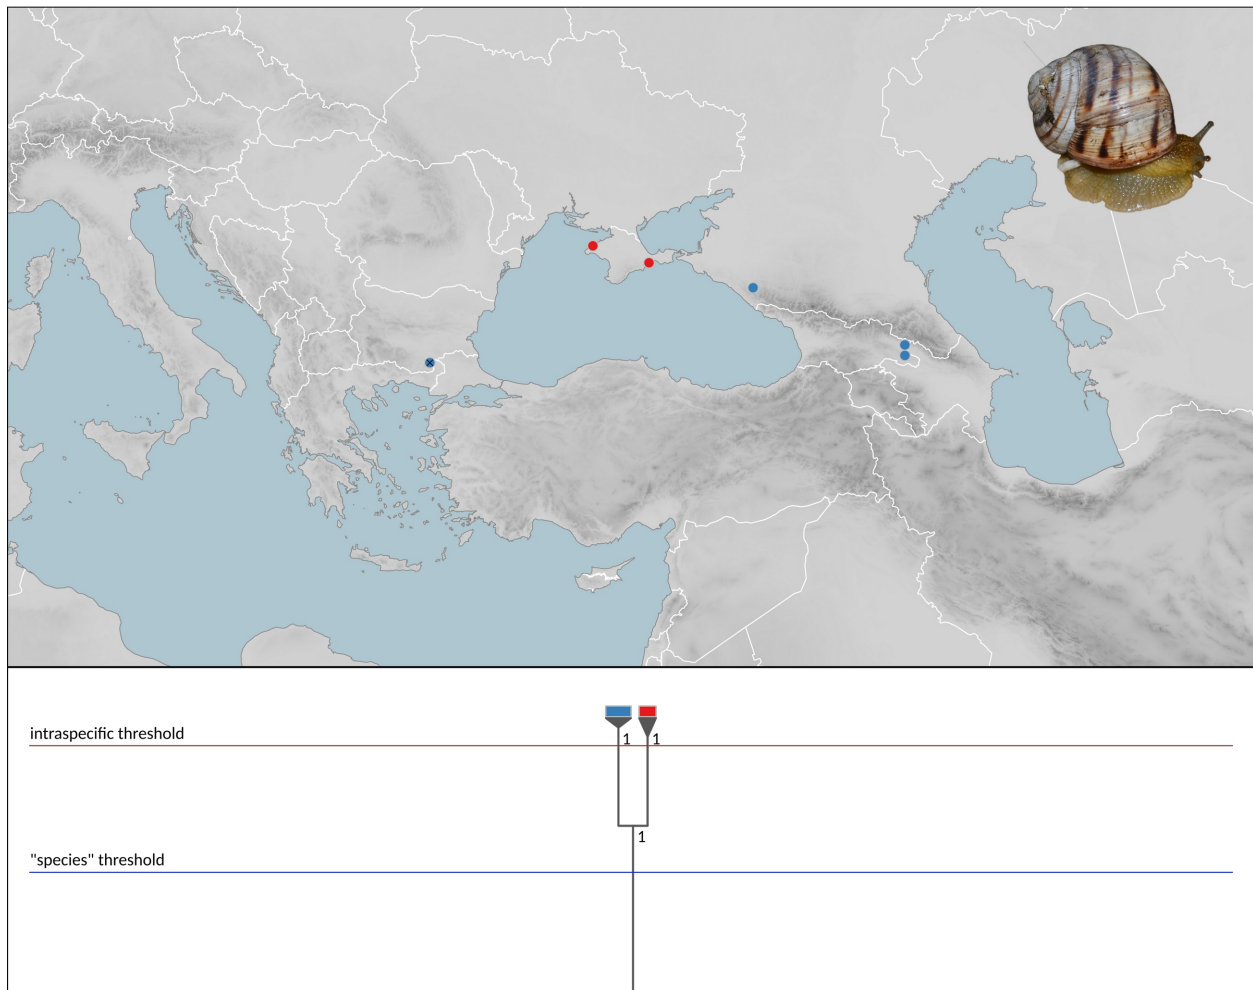 intraspecific threshold
1 1
1
"species" threshold